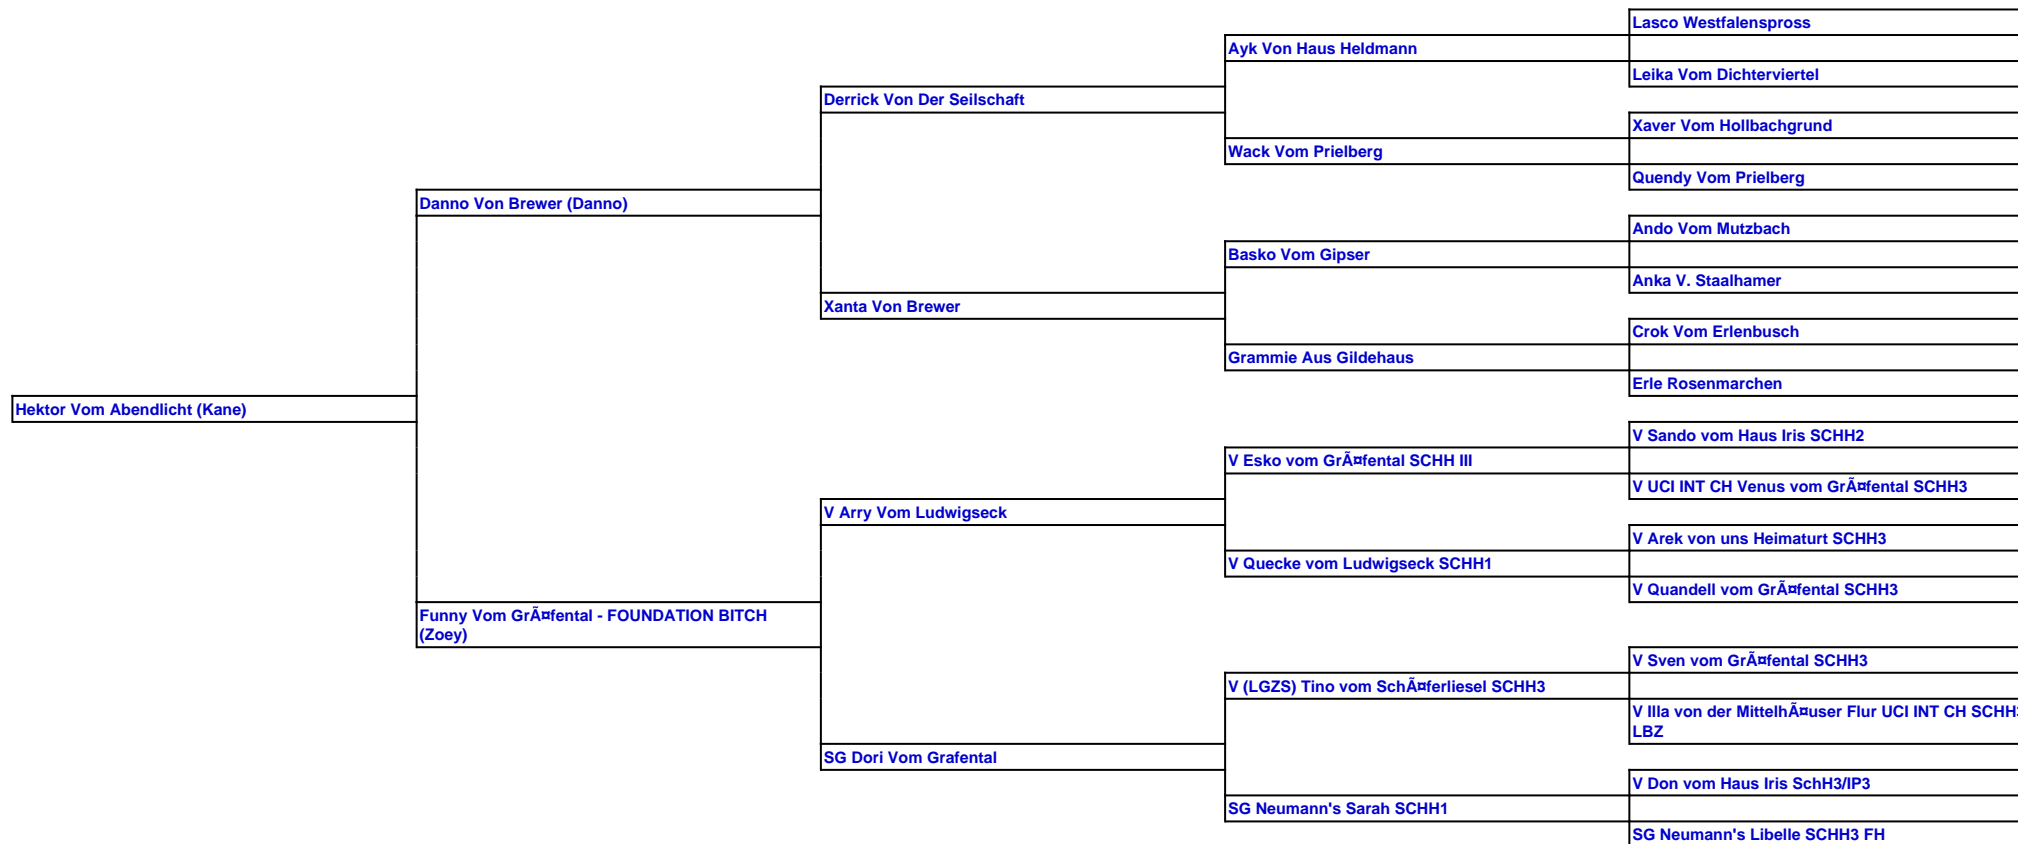 Lasco Westfalenspross
Ayk Von Haus Heldmann
Leika Vom Dichterviertel
Derrick Von Der Seilschaft
Xaver Vom Hollbachgrund
Wack Vom Prielberg
Quendy Vom Prielberg
Danno Von Brewer (Danno)
Ando Vom Mutzbach
Basko Vom Gipser
Anka V. Staalhamer
Xanta Von Brewer
Crok Vom Erlenbusch
Grammie Aus Gildehaus
Erle Rosenmarchen
Hektor Vom Abendlicht (Kane)
V Sando vom Haus Iris SCHH2
V Esko vom GrÃ¤fental SCHH III
V UCI INT CH Venus vom GrÃ¤fental SCHH3
V Arry Vom Ludwigseck
V Arek von uns Heimaturt SCHH3
V Quecke vom Ludwigseck SCHH1
V Quandell vom GrÃ¤fental SCHH3
Funny Vom GrÃ¤fental - FOUNDATION BITCH
(Zoey)
V Sven vom GrÃ¤fental SCHH3
V (LGZS) Tino vom SchÃ¤ferliesel SCHH3
V Illa von der MittelhÃ¤user Flur UCI INT CH SCHH3
LBZ
SG Dori Vom Grafental
V Don vom Haus Iris SchH3/IP3
SG Neumann's Sarah SCHH1
SG Neumann's Libelle SCHH3 FH